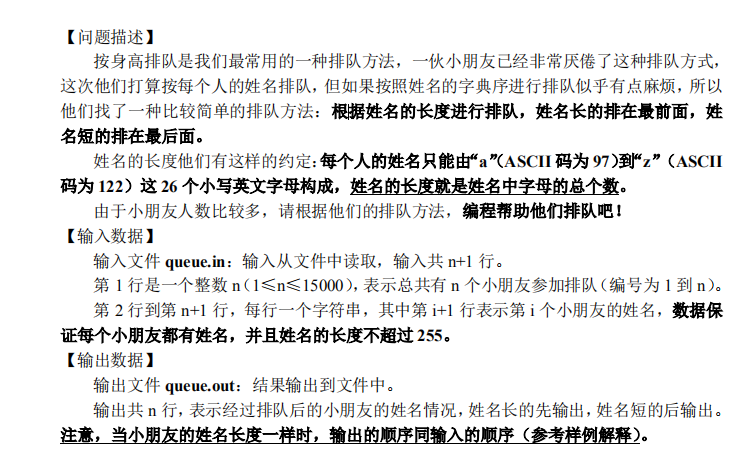 【问题描述】
按身高排队是我们最常用的一种排队方法，一伙小朋友已经非常厌倦了这种排队方式，
这次他们打算按每个人的姓名排队，但如果按照姓名的字典序进行排队似乎有点麻烦，所以
他们找了一种比较简单的排队方法：根据姓名的长度进行排队，姓名长的排在最前面，姓
名短的排在最后面。
姓名的长度他们有这样的约定：每个人的姓名只能由“a”（ASCII 码为 97）到“z”（ASCII
码为 122）这 26 个小写英文字母构成，姓名的长度就是姓名中字母的总个数。
由于小朋友人数比较多，请根据他们的排队方法，编程帮助他们排队吧！
【输入数据】
输入文件 queue.in：输入从文件中读取，输入共 n+1 行。
第 1 行是一个整数 n（1≤n≤15000），表示总共有 n 个小朋友参加排队（编号为 1 到 n）。
第 2 行到第 n+1 行，每行一个字符串，其中第 i+1 行表示第 i 个小朋友的姓名，数据保
证每个小朋友都有姓名，并且姓名的长度不超过 255。
【输出数据】
输出文件 queue.out：结果输出到文件中。
输出共 n 行，表示经过排队后的小朋友的姓名情况，姓名长的先输出，姓名短的后输出。
注意，当小朋友的姓名长度一样时，输出的顺序同输入的顺序（参考样例解释）。